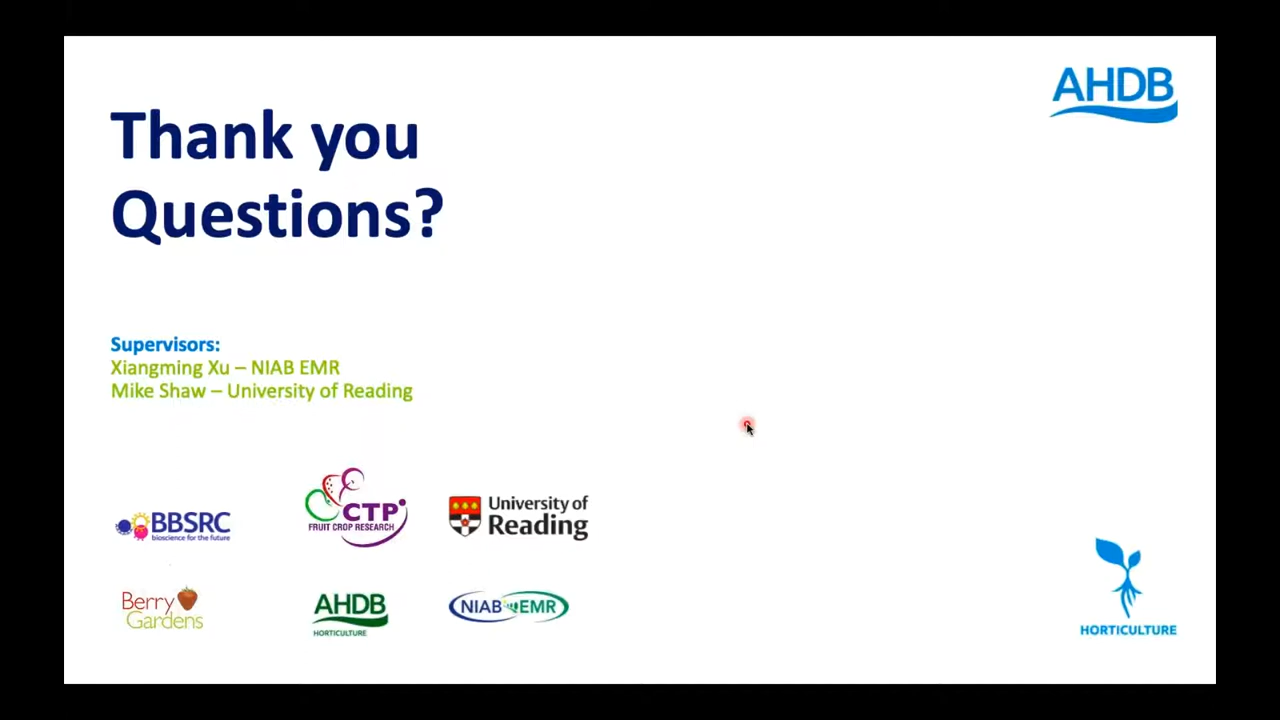 AHDB
Thank you
Questions?
Supervisors:
Xiangming Xu – NIAB EMR
Mike Shaw – University of Reading
BBSRC
bioscience for the future
CTP
FRUIT CROP RESEARCH
University of
Reading
Berry
Gardens
AHDB
HORTICULTURE
NIAB EMR
HORTICULTURE